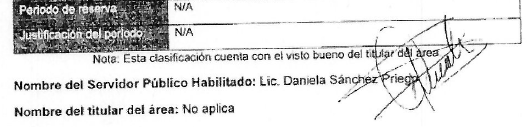 Periodo de reserva N/A
Justificación del periodo N/A
Nota: Esta clasificación cuenta con el visto bueno del titular del área
Nombre del Servidor Público Habilitado: Lic. Daniela Sánchez Priego
Nombre del titular del área: No aplica